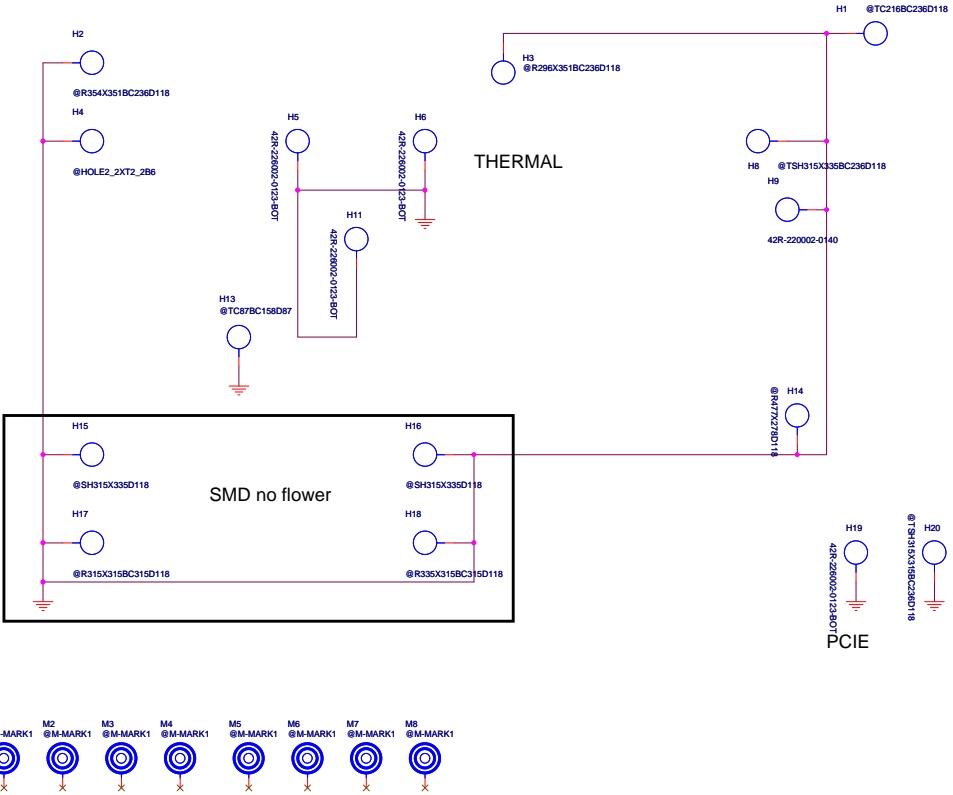 H1 @TC216BC236D118
H2
@R354X351BC236D118
H3
@R296X351BC236D118
H4
@HOLE2_2XT2_2B6
H5
42R-226002-0123-BOT
H6
42R-226002-0123-BOT
THERMAL
H8 @TSH315X335BC236D118
H9
42R-220002-0140
H11
42R-226002-0123-BOT
H13
@TC87BC158D87
H14
@R477X278D118
H15
@SH315X335D118
H16
@SH315X335D118
SMD no flower
H17
@R315X315BC315D118
H18
@R335X315BC315D118
H19
42R-226002-0123-BOT
H20
@TSH315X315BC236D118
PCIE
-MARK1
M2
@M-MARK1
M3
@M-MARK1
M4
@M-MARK1
M5
@M-MARK1
M6
@M-MARK1
M7
@M-MARK1
M8
@M-MARK1